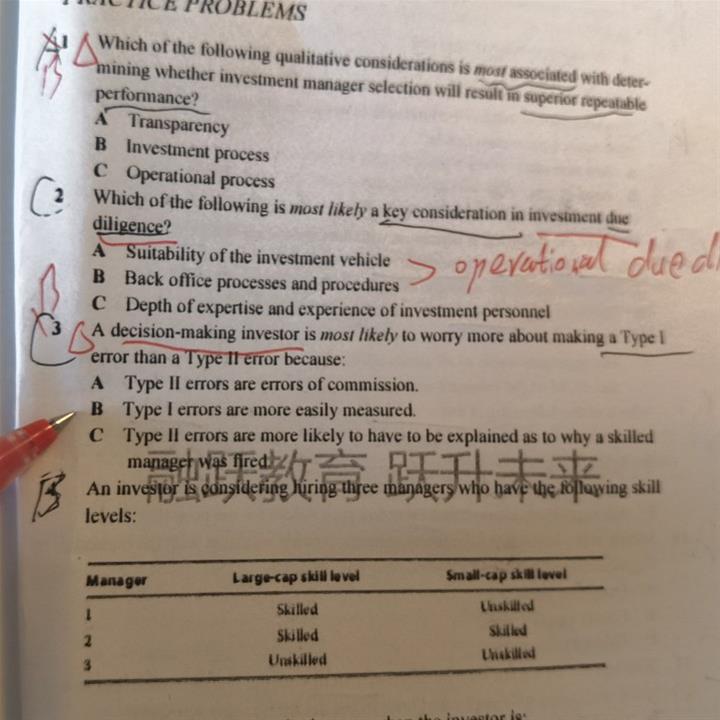 PRACTICE PROBLEMS
1 Which of the following qualitative considerations is most associated with deter-
mining whether investment manager selection will result in superior repeatable
performance?
A Transparency
B Investment process
C Operational process
C 2 Which of the following is most likely a key consideration in investment due
diligence?
A Suitability of the investment vehicle
B Back office processes and procedures
operational due d
C Depth of expertise and experience of investment personnel
B
3 B A decision-making investor is most likely to worry more about making a Type I
error than a Type II error because:
A Type II errors are errors of commission.
B Type I errors are more easily measured.
C Type II errors are more likely to have to be explained as to why a skilled
manager was fired.
融跃教育 跃升未来
B An investor is considering hiring three managers who have the following skill
levels:
Manager Large-cap skill level Small-cap skill level
1 Skilled Unskilled
2 Skilled Skilled
3 Unskilled Unskilled
the investor is: